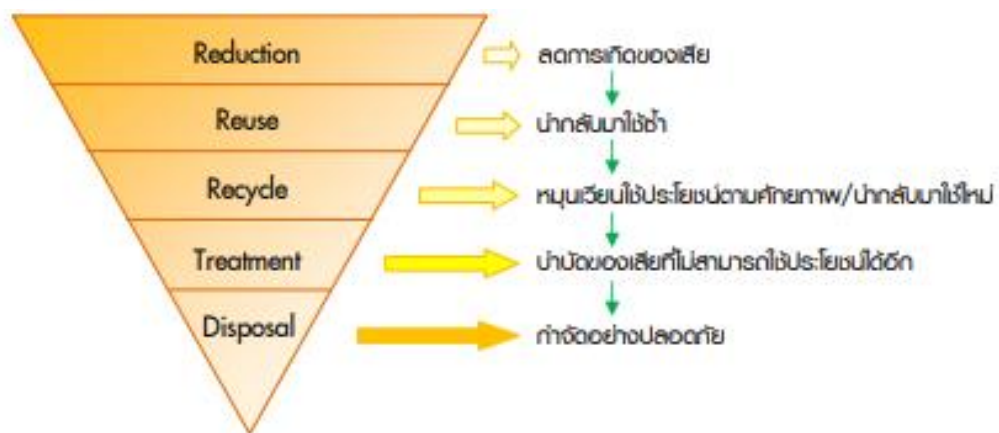 Reduction
ลดการเกิดของเสีย
Reuse
นำกลับมาใช้ซ้ำ
Recycle
หมุนเวียนใช้ประโยชน์ตามศักยภาพ/นำกลับมาใช้ใหม่
Treatment
บำบัดของเสียที่ไม่สามารถใช้ประโยชน์ได้อีก
Disposal
กำจัดอย่างปลอดภัย